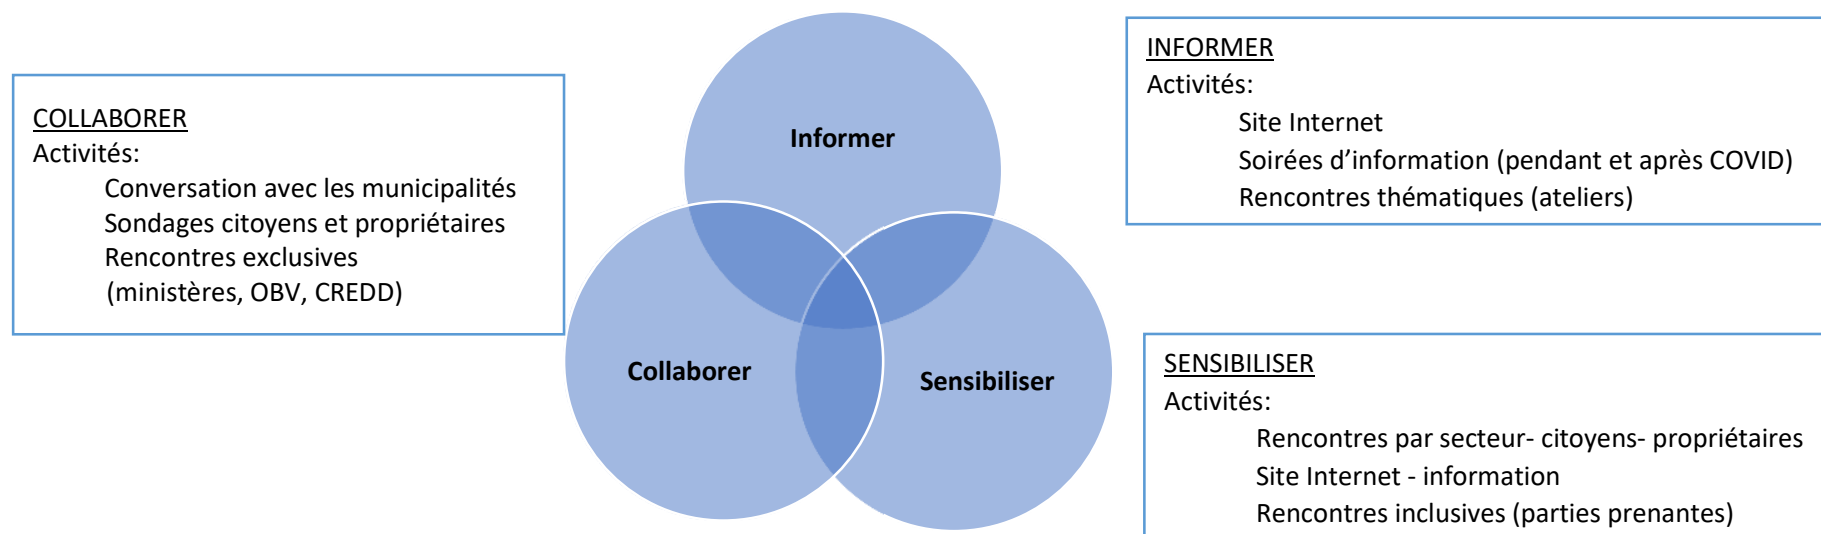 COLLABORER
Activités:
Conversation avec les municipalités
Sondages citoyens et propriétaires
Rencontres exclusives
(ministères, OBV, CREDD)
Informer
Collaborer
Sensibiliser
INFORMER
Activités:
Site Internet
Soirées d’information (pendant et après COVID)
Rencontres thématiques (ateliers)
SENSIBILISER
Activités:
Rencontres par secteur- citoyens- propriétaires
Site Internet - information
Rencontres inclusives (parties prenantes)